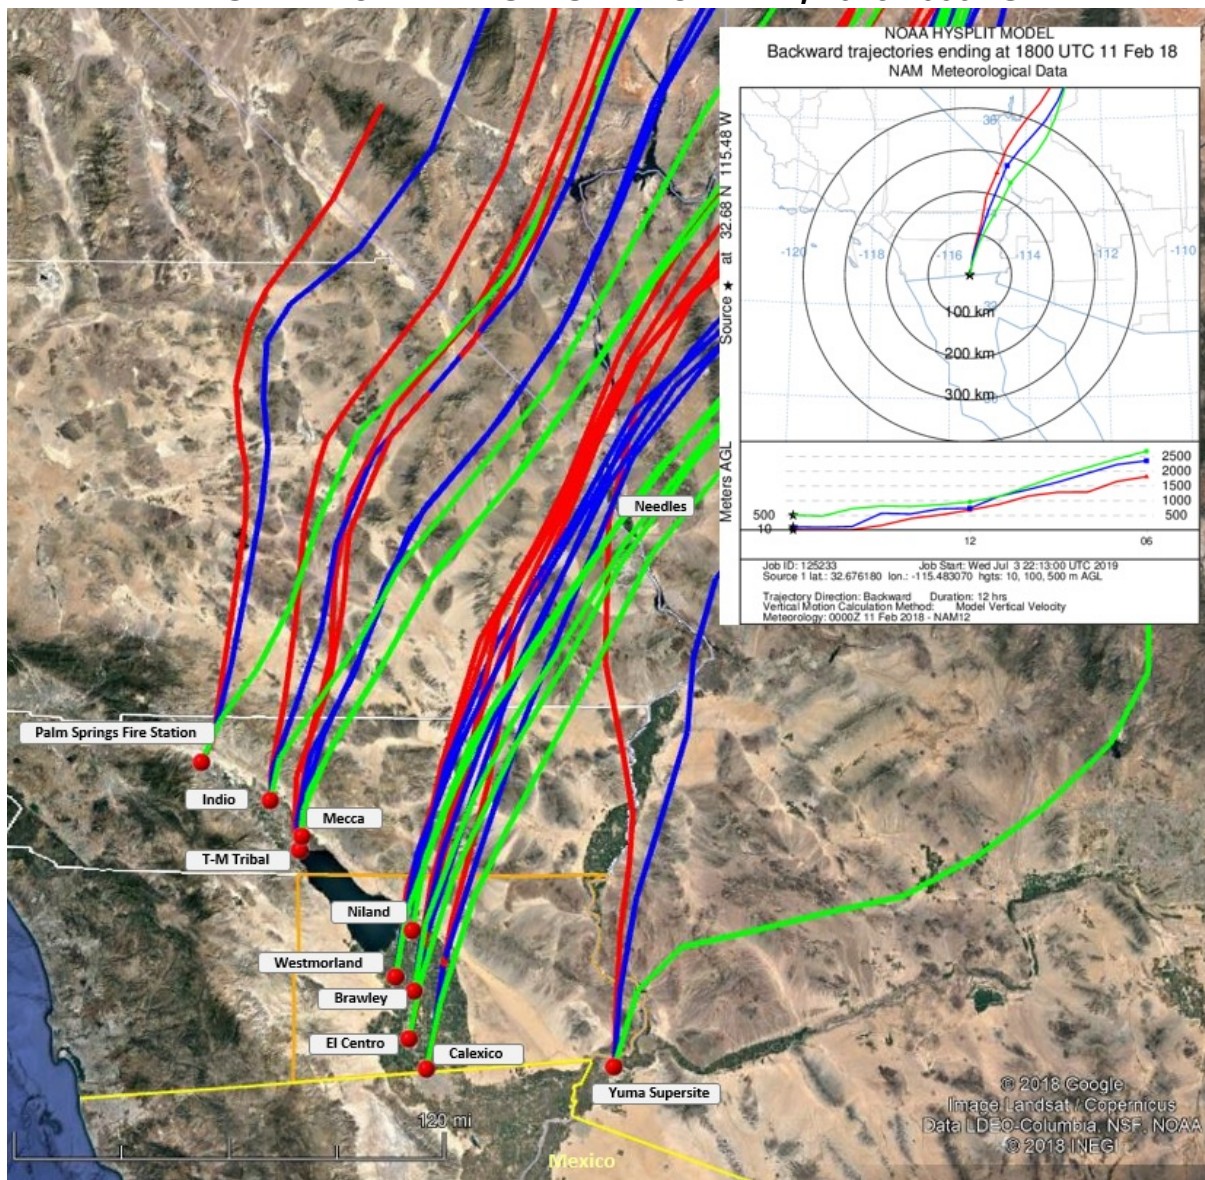 NOAA HYSPLIT MODEL
Backward trajectories ending at 1800 UTC 11 Feb 18
NAM Meteorological Data
Source ★ at 32.68 N 115.48 W
36
-120
-118
-116
-114
-112
-110
100 km
200 km
300 km
Meters AGL
2500
2000
1500
1000
500
500
10
12
06
Job ID: 125233 Job Start: Wed Jul 3 22:13:00 UTC 2019
Source 1 lat.: 32.676180 lon.: -115.483070 hgts: 10, 100, 500 m AGL
Trajectory Direction: Backward Duration: 12 hrs
Vertical Motion Calculation Method: Model Vertical Velocity
Meteorology: 0000Z 11 Feb 2018 - NAM12
Needles
Palm Springs Fire Station
Indio
Mecca
T-M Tribal
Niland
Westmorland
Brawley
El Centro
Calexico
Yuma Supersite
120 mi
Mexico
© 2018 Google
Image Landsat / Copernicus
Data LDEO-Columbia, NSF, NOAA
© 2018 INEGI